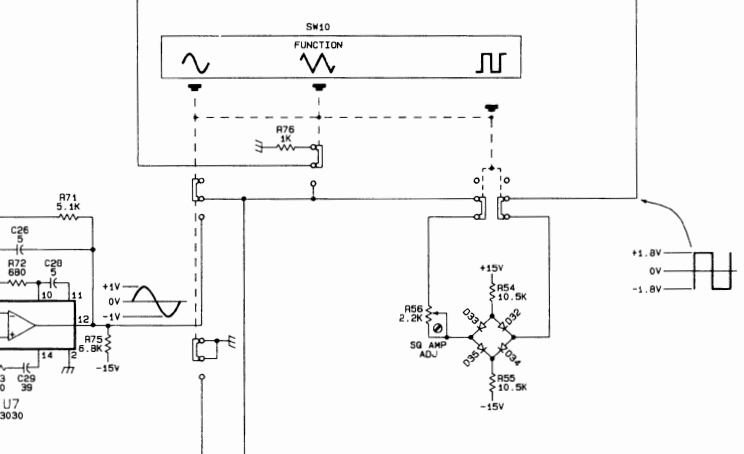 SW10
FUNCTION
R76
1K
R71
5.1K
C26
5
R72
680
C28
5
10
11
+1V
0V
-1V
12
R75
6.8K
-15V
14
2
3
0
C29
39
U7
3030
+15V
R54
10.5K
R56
2.2K
D33
D32
SQ AMP
ADJ
D35
D34
R55
10.5K
-15V
+1.8V
0V
-1.8V